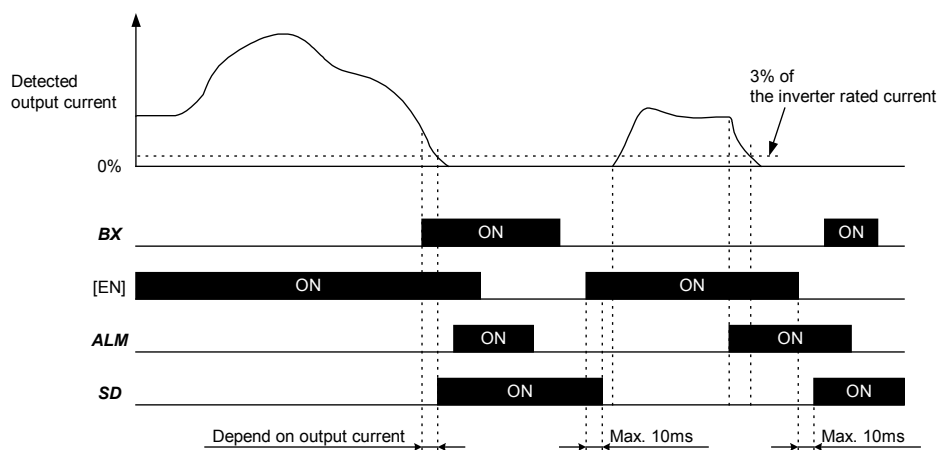 Detected
output current
3% of
the inverter rated current
0%
BX
ON
ON
[EN]
ON
ON
ALM
ON
ON
SD
ON
ON
Depend on output current
Max. 10ms
Max. 10ms